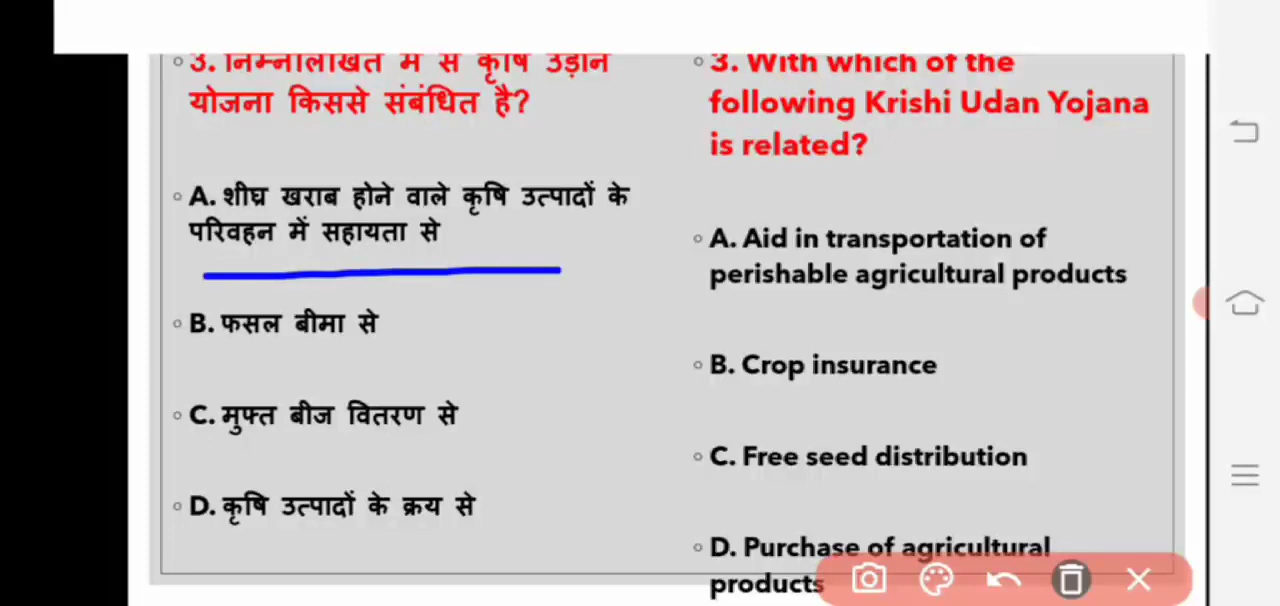 3. निम्नलिखित में से कृषि उड़ान
योजना किससे संबंधित है?
A. शीघ्र खराब होने वाले कृषि उत्पादों के
परिवहन में सहायता से
B. फसल बीमा से
C. मुफ्त बीज वितरण से
D. कृषि उत्पादों के क्रय से
3. With which of the
following Krishi Udan Yojana
is related?
A. Aid in transportation of
perishable agricultural products
B. Crop insurance
C. Free seed distribution
D. Purchase of agricultural
products